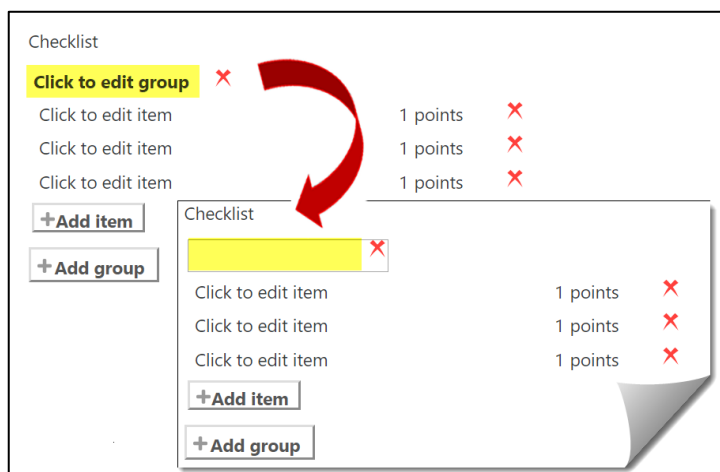 Checklist
Click to edit group
Click to edit item 1 points
Click to edit item 1 points
Click to edit item 1 points
+Add item
+Add group
Checklist
Click to edit item 1 points
Click to edit item 1 points
Click to edit item 1 points
+Add item
+Add group